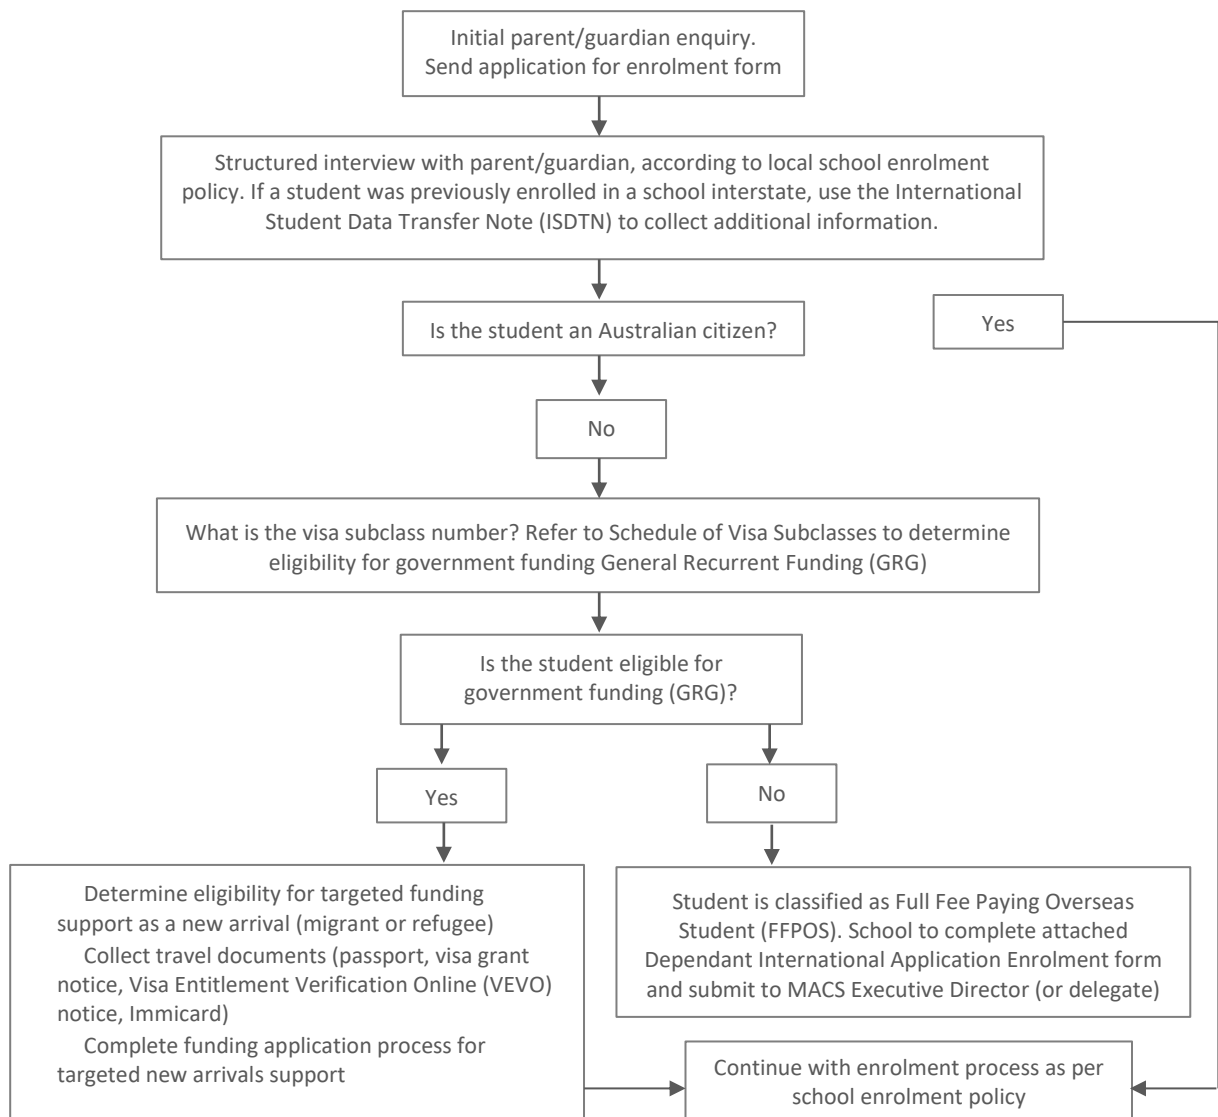 Initial parent/guardian enquiry.
Send application for enrolment form
Structured interview with parent/guardian, according to local school enrolment
policy. If a student was previously enrolled in a school interstate, use the International
Student Data Transfer Note (ISDTN) to collect additional information.
Is the student an Australian citizen?
Yes
No
What is the visa subclass number? Refer to Schedule of Visa Subclasses to determine
eligibility for government funding General Recurrent Funding (GRG)
Is the student eligible for
government funding (GRG)?
Yes
No
Determine eligibility for targeted funding
support as a new arrival (migrant or refugee)
Collect travel documents (passport, visa grant
notice, Visa Entitlement Verification Online (VEVO)
notice, Immicard)
Complete funding application process for
targeted new arrivals support
Student is classified as Full Fee Paying Overseas
Student (FFPOS). School to complete attached
Dependant International Application Enrolment form
and submit to MACS Executive Director (or delegate)
Continue with enrolment process as per
school enrolment policy